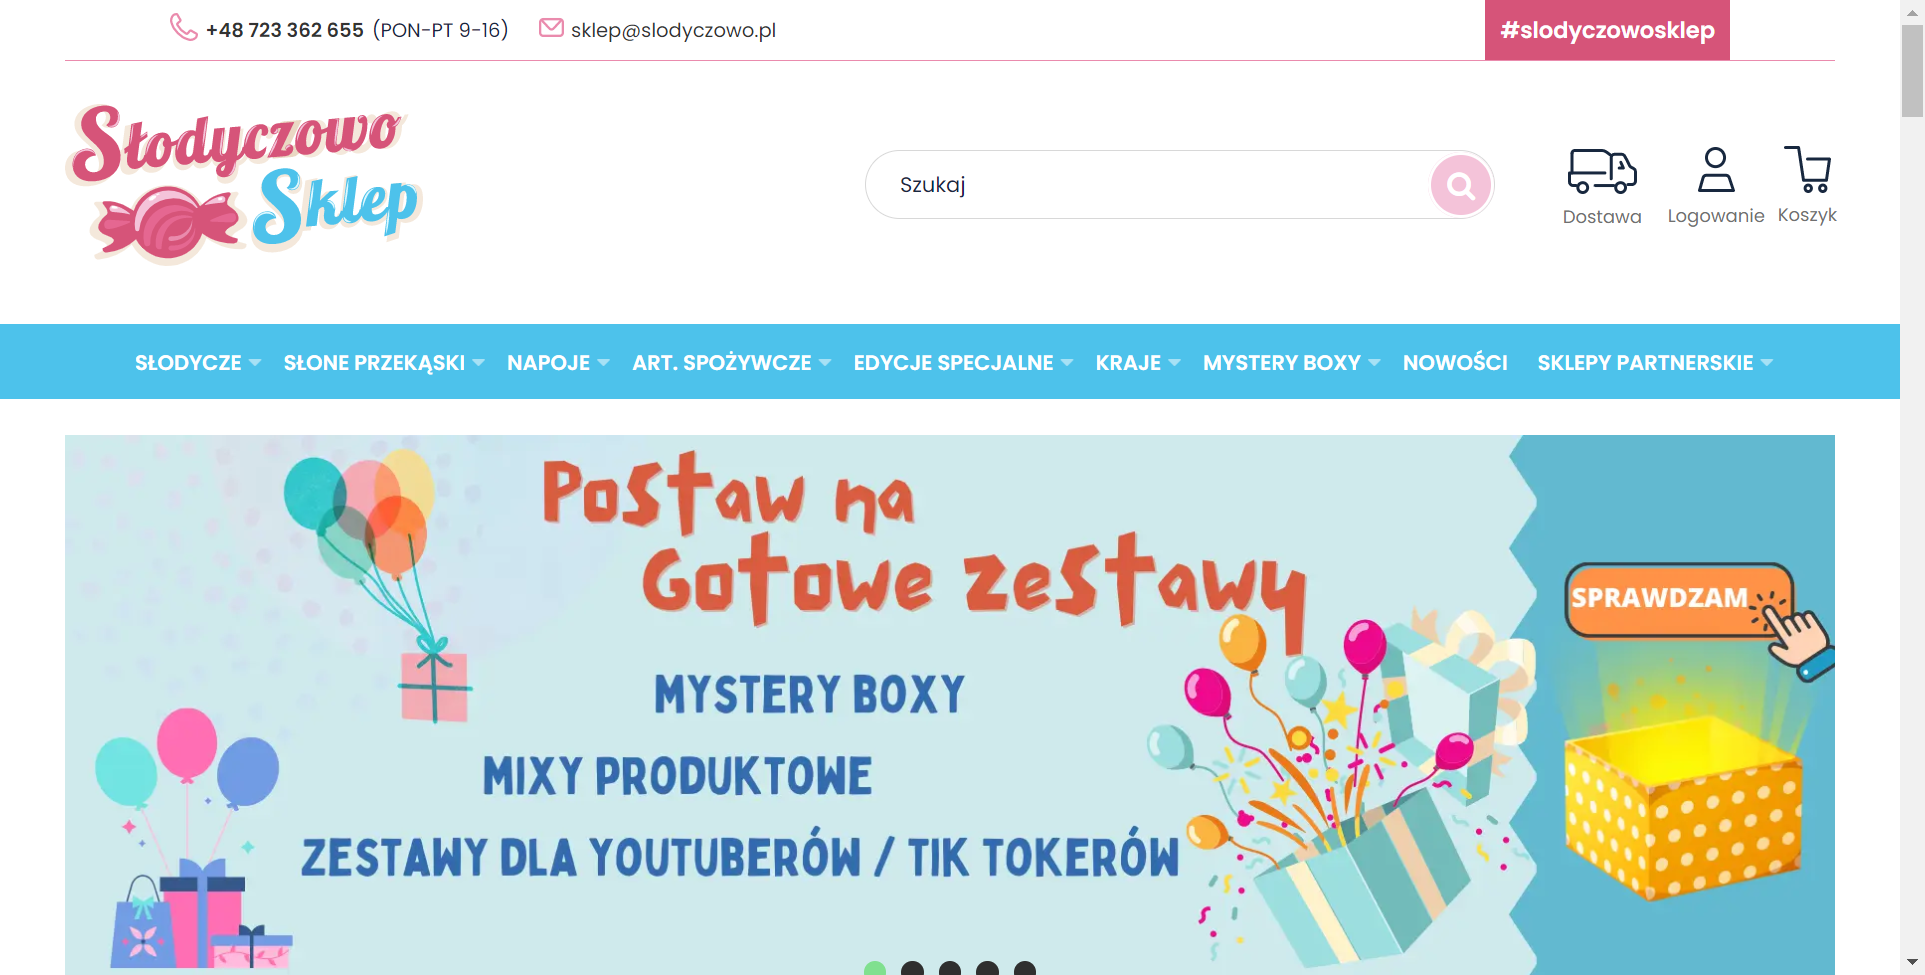 +48 723 362 655 (PON-PT 9-16) sklep@slodyczowo.pl #slodyczowosklep
Słodyczowo
Sklep
Szukaj
Dostawa Logowanie Koszyk
SŁODYCZE SŁONE PRZEKĄSKI NAPOJE ART. SPOŻYWCZE EDYCJE SPECJALNE KRAJE MYSTERY BOXY NOWOŚCI SKLEPY PARTNERSKIE
Postaw na
Gotowe zestawy
SPRAWDZAM
MYSTERY BOXY
MIXY PRODUKTOWE
ZESTAWY DLA YOUTUBERÓW / TIK TOKERÓW